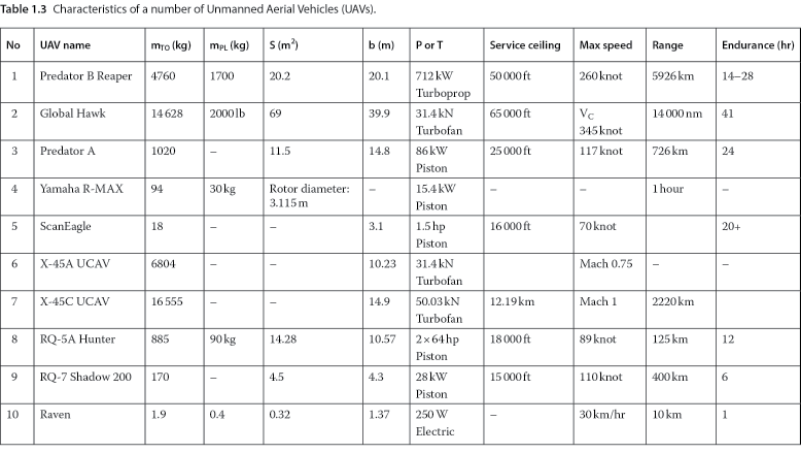 Table 1.3 Characteristics of a number of Unmanned Aerial Vehicles (UAVs).
No UAV name mTO (kg) mPL (kg) S (m²) b (m) P or T Service ceiling Max speed Range Endurance (hr)
1 Predator B Reaper 4760 1700 20.2 20.1 712 kW 50 000 ft 260 knot 5926 km 14–28
Turboprop
2 Global Hawk 14 628 2000 lb 69 39.9 31.4 kN 65 000 ft VC 14 000 nm 41
Turbofan 345 knot
3 Predator A 1020 – 11.5 14.8 86 kW 25 000 ft 117 knot 726 km 24
Piston
4 Yamaha R-MAX 94 30 kg Rotor diameter: – 15.4 kW – – 1 hour –
3.115 m Piston
5 ScanEagle 18 – – 3.1 1.5 hp 16 000 ft 70 knot 20+
Piston
6 X-45A UCAV 6804 – – 10.23 31.4 kN Mach 0.75 – –
Turbofan
7 X-45C UCAV 16 555 – – 14.9 50.03 kN 12.19 km Mach 1 2220 km
Turbofan
8 RQ-5A Hunter 885 90 kg 14.28 10.57 2 × 64 hp 18 000 ft 89 knot 125 km 12
Piston
9 RQ-7 Shadow 200 170 – 4.5 4.3 28 kW 15 000 ft 110 knot 400 km 6
Piston
10 Raven 1.9 0.4 0.32 1.37 250 W – 30 km/hr 10 km 1
Electric